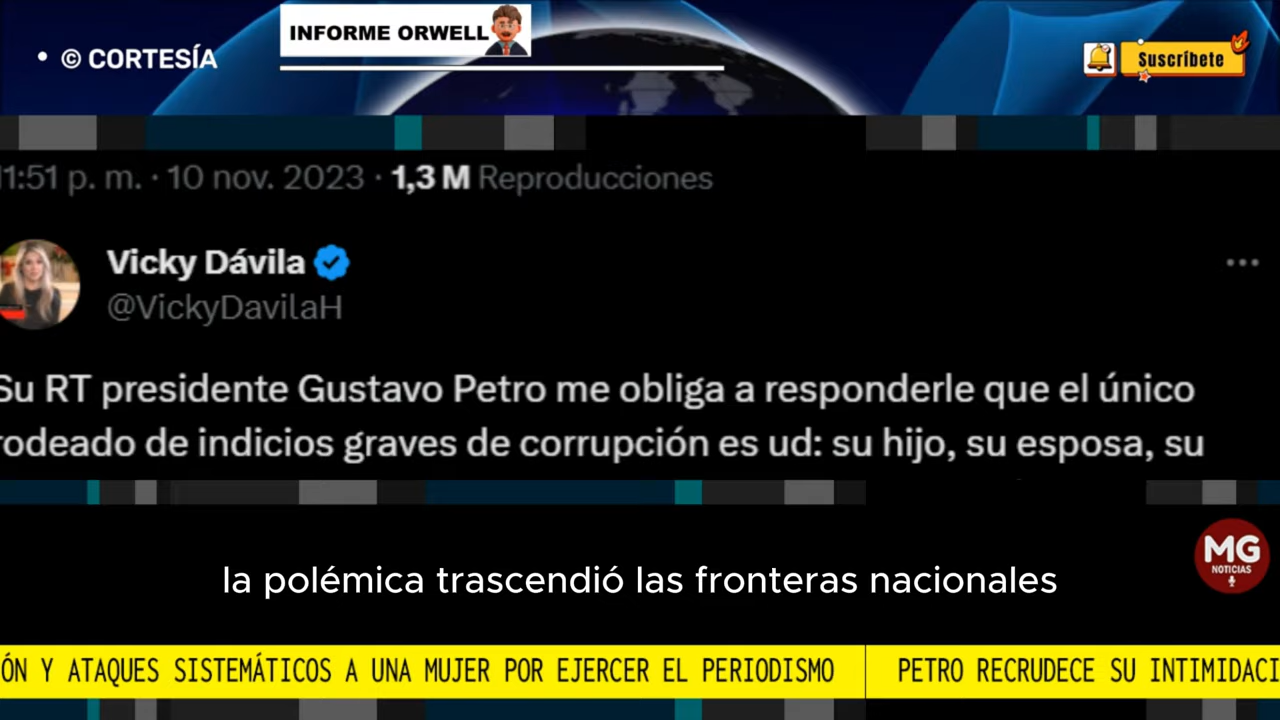 INFORME ORWELL
• © CORTESÍA
Suscríbete
11:51 p. m. · 10 nov. 2023 · 1,3 M Reproducciones
Vicky Dávila
@VickyDavilaH
Su RT presidente Gustavo Petro me obliga a responderle que el único
rodeado de indicios graves de corrupción es ud: su hijo, su esposa, su
la polémica trascendió las fronteras nacionales
MG
NOTICIAS
ÓN Y ATAQUES SISTEMÁTICOS A UNA MUJER POR EJERCER EL PERIODISMO
PETRO RECRUDECE SU INTIMIDACI